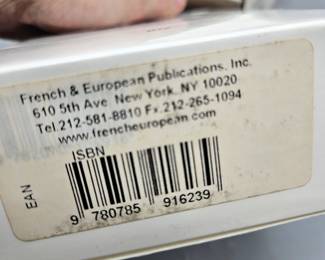 French & European Publications, Inc.
610 5th Ave New York, NY 10020
Tel.212-581-8810 Fx.212-265-1094
www.frencheuropean.com
ISBN
EAN
9 780785 916239